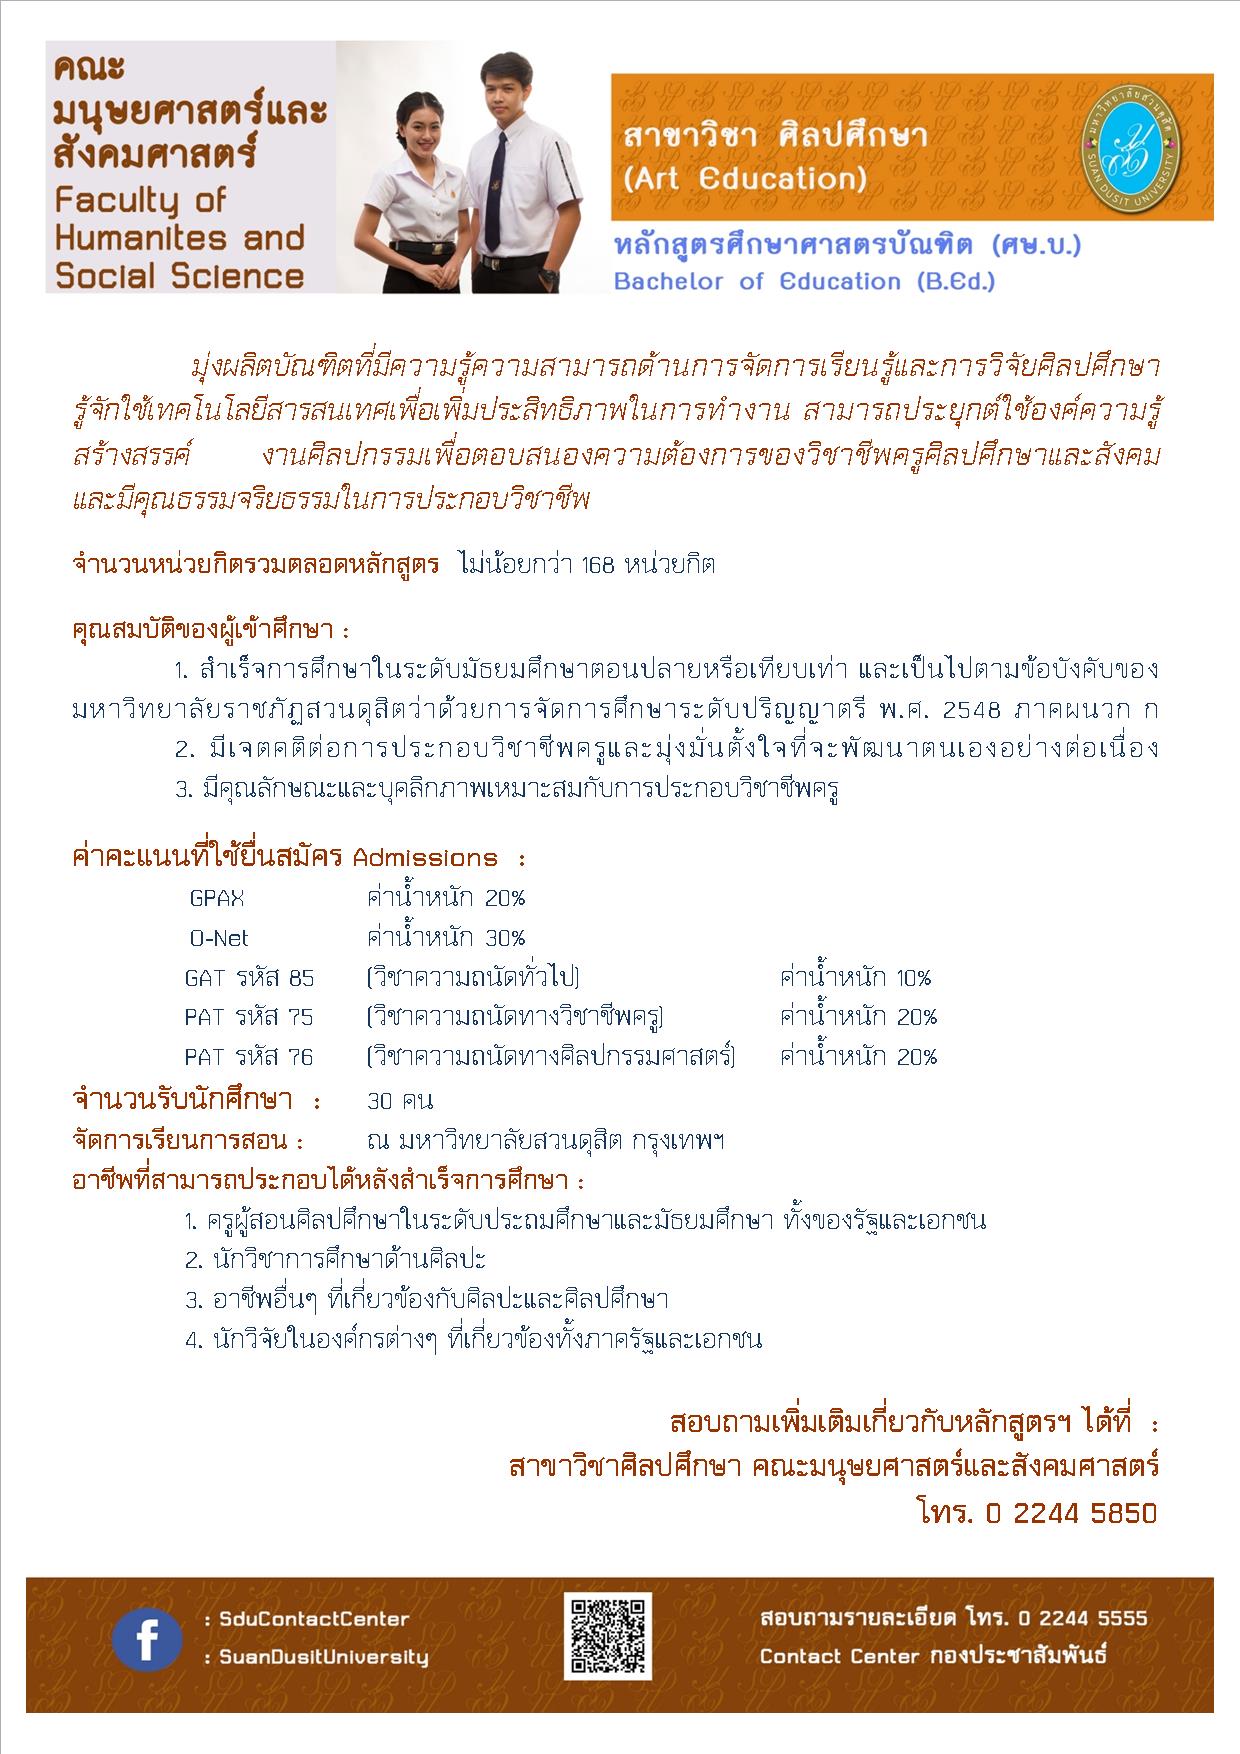 คณะ
มนุษยศาสตร์และ
สังคมศาสตร์
Faculty of
Humanites and
Social Science
สาขาวิชา ศิลปศึกษา
(Art Education)
มหาวิทยาลัยสวนดุสิต
SUAN DUSIT UNIVERSITY
หลักสูตรศึกษาศาสตรบัณฑิต (ศษ.บ.)
Bachelor of Education (B.Ed.)
มุ่งผลิตบัณฑิตที่มีความรู้ความสามารถด้านการจัดการเรียนรู้และการวิจัยศิลปศึกษา
รู้จักใช้เทคโนโลยีสารสนเทศเพื่อเพิ่มประสิทธิภาพในการทำงาน สามารถประยุกต์ใช้องค์ความรู้
สร้างสรรค์ งานศิลปกรรมเพื่อตอบสนองความต้องการของวิชาชีพครูศิลปศึกษาและสังคม
และมีคุณธรรมจริยธรรมในการประกอบวิชาชีพ
จำนวนหน่วยกิตรวมตลอดหลักสูตร ไม่น้อยกว่า 168 หน่วยกิต
คุณสมบัติของผู้เข้าศึกษา :
1. สำเร็จการศึกษาในระดับมัธยมศึกษาตอนปลายหรือเทียบเท่า และเป็นไปตามข้อบังคับของ
มหาวิทยาลัยราชภัฏสวนดุสิตว่าด้วยการจัดการศึกษาระดับปริญญาตรี พ.ศ. 2548 ภาคผนวก ก
2. มีเจตคติต่อการประกอบวิชาชีพครูและมุ่งมั่นตั้งใจที่จะพัฒนาตนเองอย่างต่อเนื่อง
3. มีคุณลักษณะและบุคลิกภาพเหมาะสมกับการประกอบวิชาชีพครู
ค่าคะแนนที่ใช้ยื่นสมัคร Admissions :
GPAX ค่าน้ำหนัก 20%
O-Net ค่าน้ำหนัก 30%
GAT รหัส 85 (วิชาความถนัดทั่วไป) ค่าน้ำหนัก 10%
PAT รหัส 75 (วิชาความถนัดทางวิชาชีพครู) ค่าน้ำหนัก 20%
PAT รหัส 76 (วิชาความถนัดทางศิลปกรรมศาสตร์) ค่าน้ำหนัก 20%
จำนวนรับนักศึกษา : 30 คน
จัดการเรียนการสอน : ณ มหาวิทยาลัยสวนดุสิต กรุงเทพฯ
อาชีพที่สามารถประกอบได้หลังสำเร็จการศึกษา :
1. ครูผู้สอนศิลปศึกษาในระดับประถมศึกษาและมัธยมศึกษา ทั้งของรัฐและเอกชน
2. นักวิชาการศึกษาด้านศิลปะ
3. อาชีพอื่นๆ ที่เกี่ยวข้องกับศิลปะและศิลปศึกษา
4. นักวิจัยในองค์กรต่างๆ ที่เกี่ยวข้องทั้งภาครัฐและเอกชน
สอบถามเพิ่มเติมเกี่ยวกับหลักสูตรฯ ได้ที่ :
สาขาวิชาศิลปศึกษา คณะมนุษยศาสตร์และสังคมศาสตร์
โทร. 0 2244 5850
: SduContactCenter
: SuanDusitUniversity
สอบถามรายละเอียด โทร. 0 2244 5555
Contact Center กองประชาสัมพันธ์